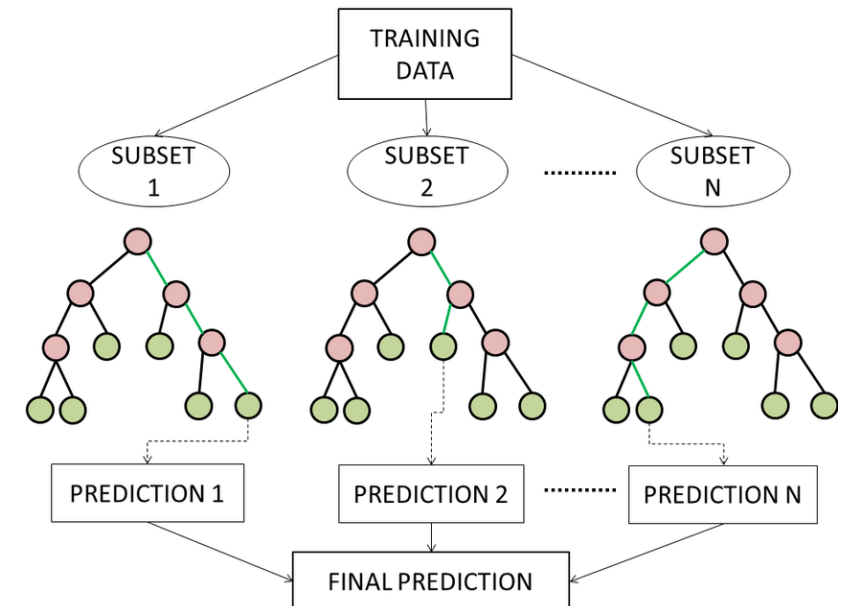 TRAINING
DATA
SUBSET
1
SUBSET
2
SUBSET
N
PREDICTION 1
PREDICTION 2
PREDICTION N
FINAL PREDICTION